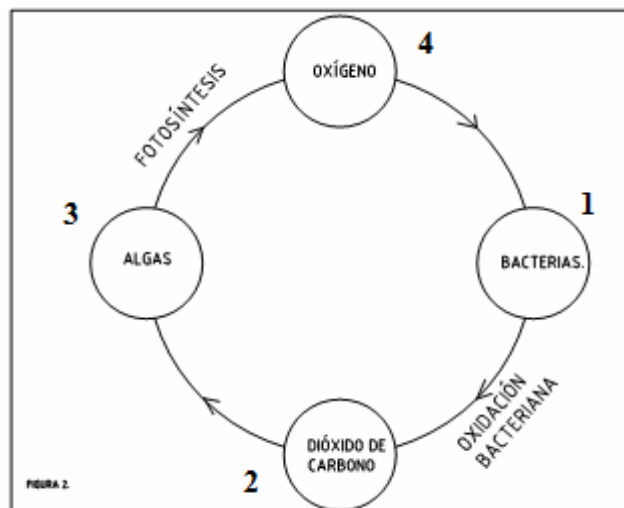 4
OXÍGENO
FOTOSÍNTESIS
3
1
ALGAS
BACTERIAS.
OXIDACIÓN
BACTERIANA
DIÓXIDO DE
CARBONO
2
FIGURA 2.